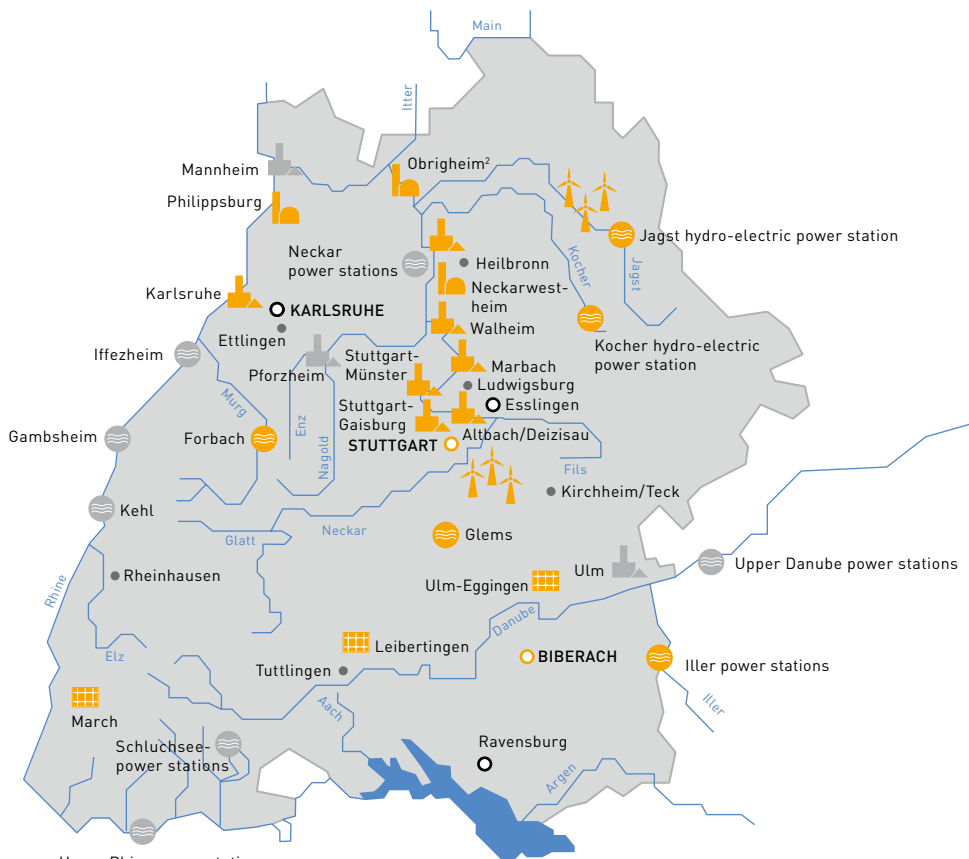 Main
Itter
Mannheim
Obrigheim²
Philippsburg
Jagst hydro-electric power station
Neckar
power stations
Heilbronn
Kocher
Jagst
Karlsruhe
Neckarwest-
heim
KARLSRUHE
Walheim
Ettlingen
Kocher hydro-electric
power station
Iffezheim
Pforzheim
Stuttgart-
Münster
Marbach
Ludwigsburg
Murg
Enz
Nagold
Stuttgart-
Gaisburg
Esslingen
Gambsheim
Forbach
STUTTGART
Altbach/Deizisau
Fils
Kirchheim/Teck
Kehl
Glatt
Neckar
Glems
Rhine
Rheinhausen
Ulm-Eggingen
Ulm
Upper Danube power stations
Danube
Elz
Leibertingen
Tuttlingen
BIBERACH
Iller power stations
Iller
March
Aach
Schluchsee-
power stations
Ravensburg
Argen